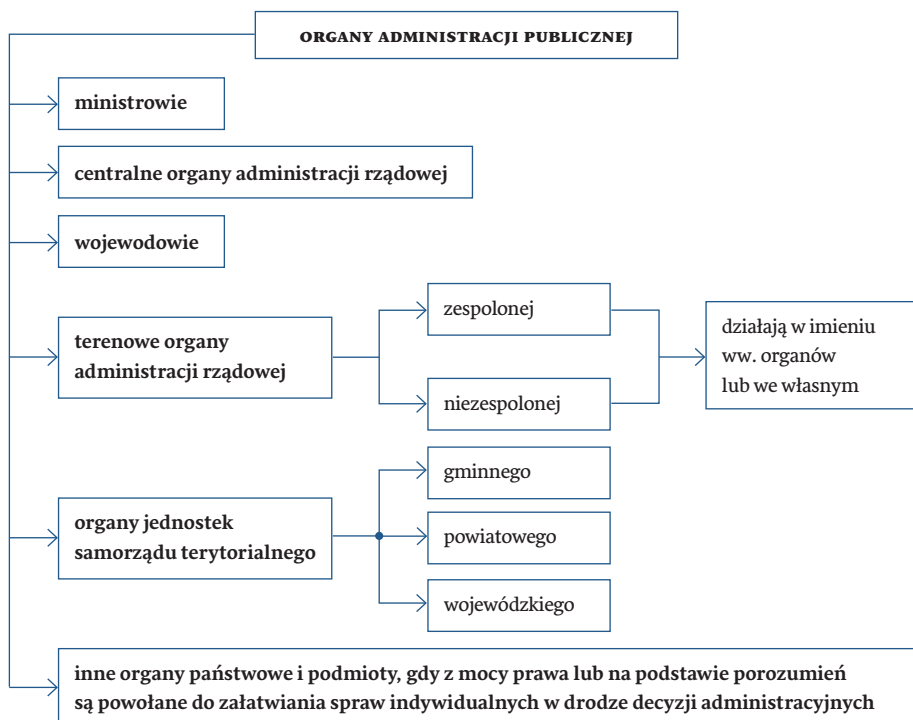 ORGANY ADMINISTRACJI PUBLICZNEJ
ministrowie
centralne organy administracji rządowej
wojewodowie
terenowe organy
administracji rządowej
zespolonej
niezespolonej
działają w imieniu
ww. organów
lub we własnym
organy jednostek
samorządu terytorialnego
gminnego
powiatowego
wojewódzkiego
inne organy państwowe i podmioty, gdy z mocy prawa lub na podstawie porozumień
są powołane do załatwiania spraw indywidualnych w drodze decyzji administracyjnych